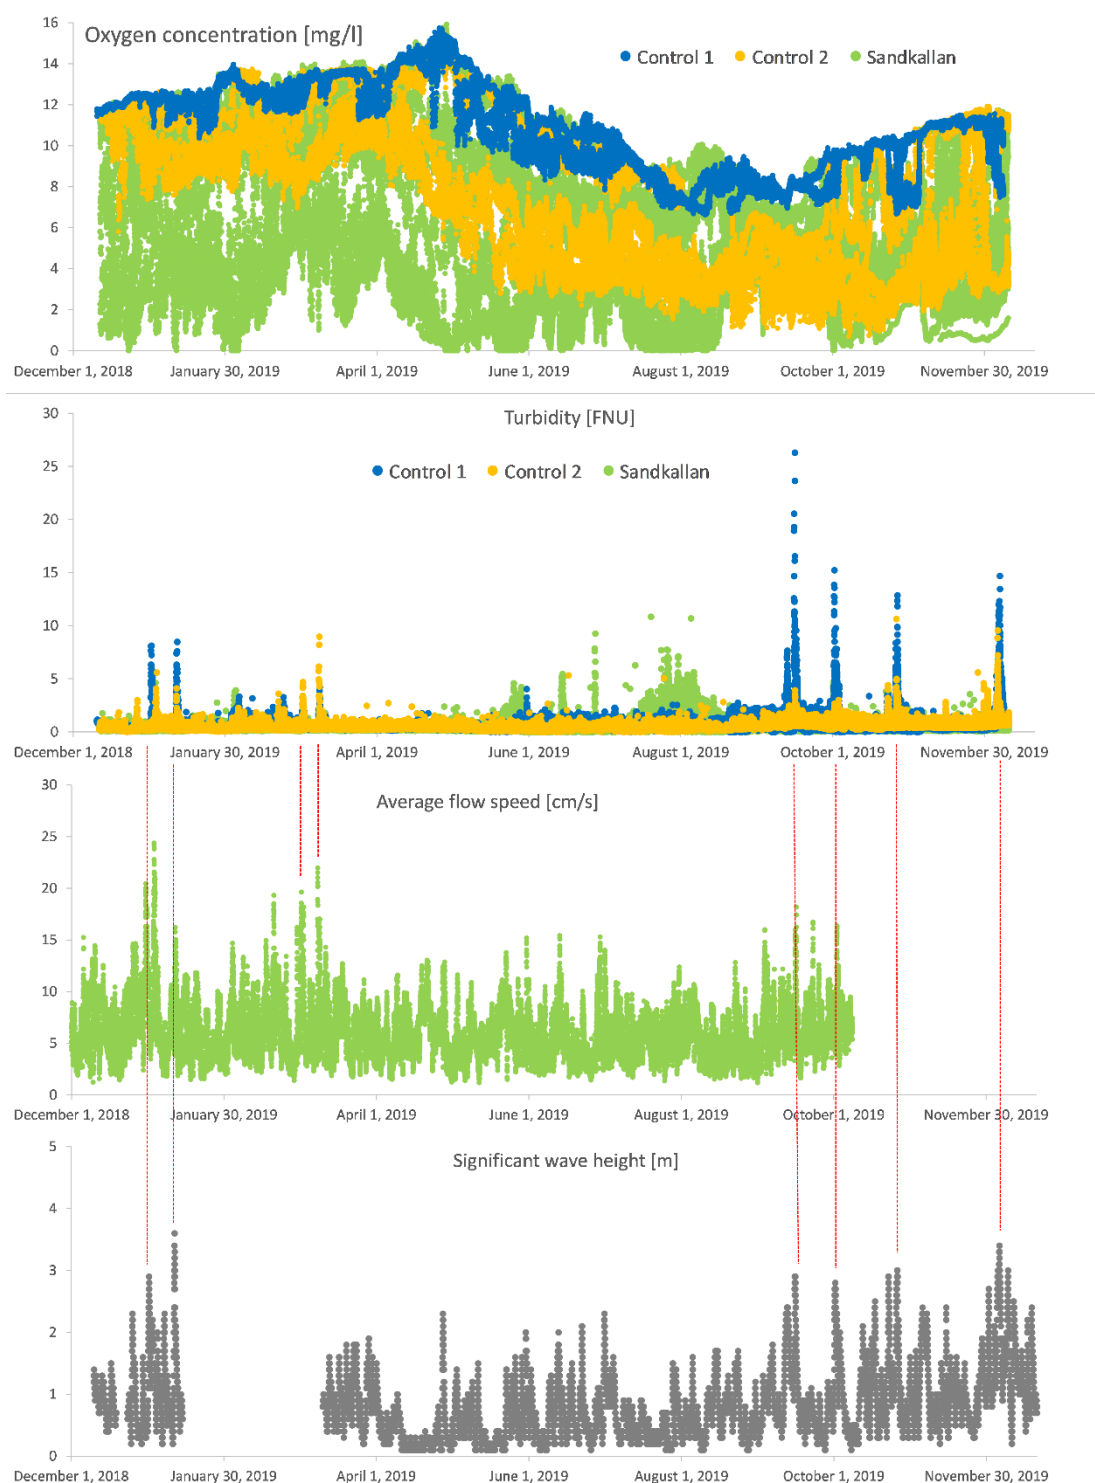 Oxygen concentration [mg/l]
Control 1 Control 2 Sandkallan
16
14
12
10
8
6
4
2
0
December 1, 2018 January 30, 2019 April 1, 2019 June 1, 2019 August 1, 2019 October 1, 2019 November 30, 2019
Turbidity [FNU]
Control 1 Control 2 Sandkallan
30
25
20
15
10
5
0
December 1, 2018 January 30, 2019 April 1, 2019 June 1, 2019 August 1, 2019 October 1, 2019 November 30, 2019
Average flow speed [cm/s]
30
25
20
15
10
5
0
December 1, 2018 January 30, 2019 April 1, 2019 June 1, 2019 August 1, 2019 October 1, 2019 November 30, 2019
Significant wave height [m]
5
4
3
2
1
0
December 1, 2018 January 30, 2019 April 1, 2019 June 1, 2019 August 1, 2019 October 1, 2019 November 30, 2019